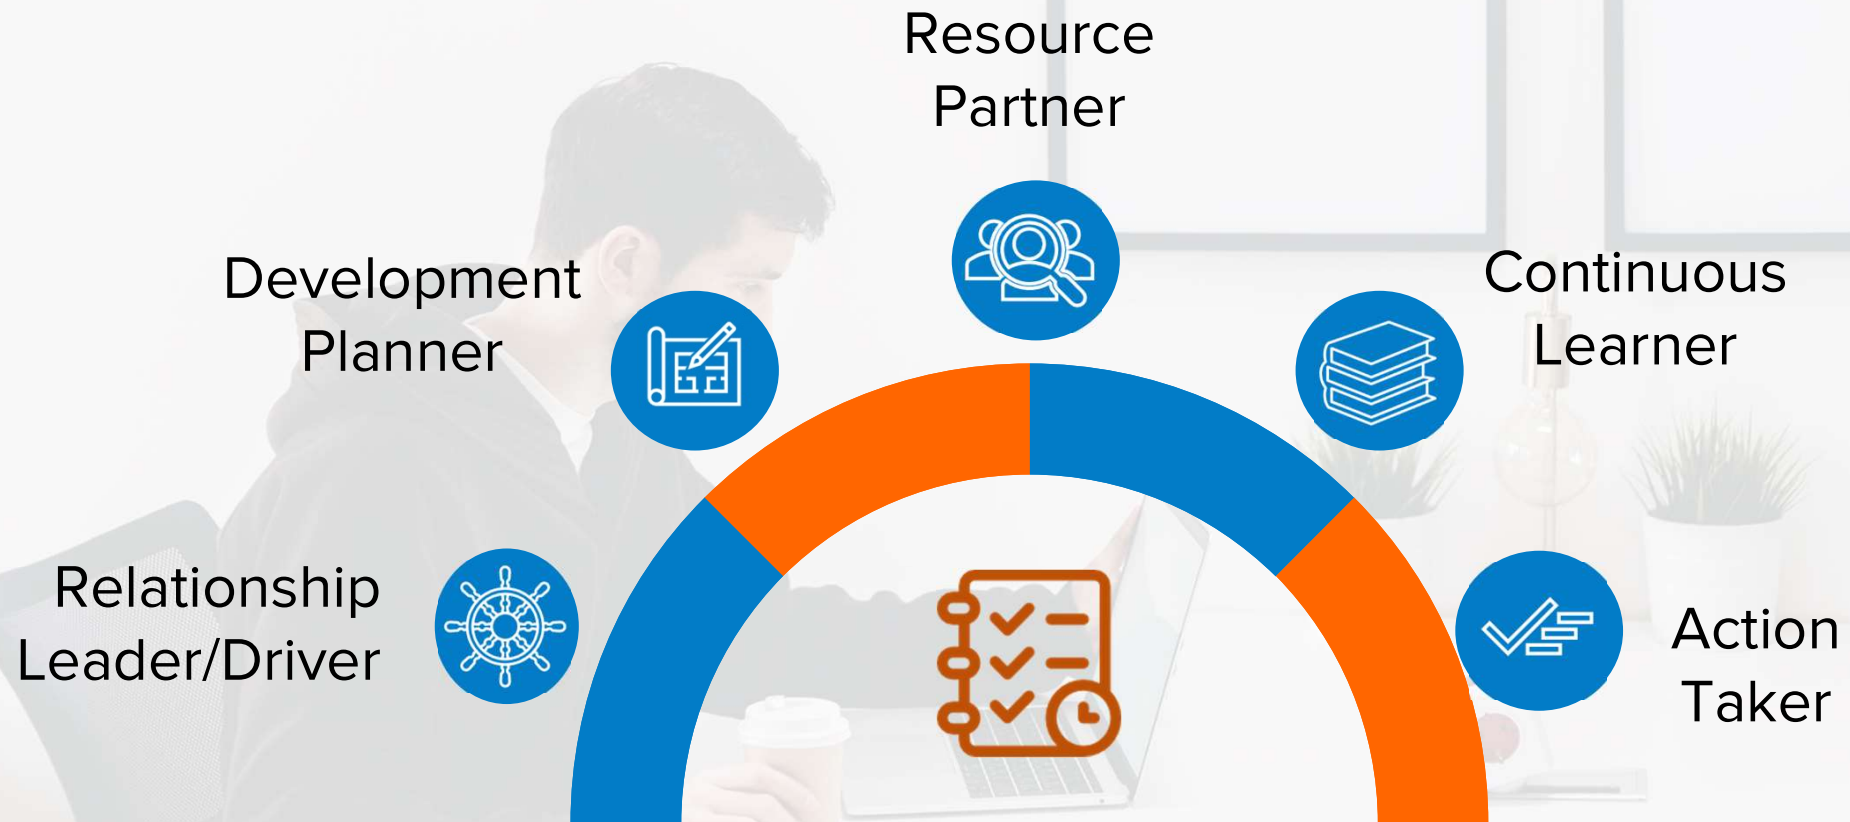 Resource
Partner
Development
Planner
Continuous
Learner
Relationship
Leader/Driver
Action
Taker